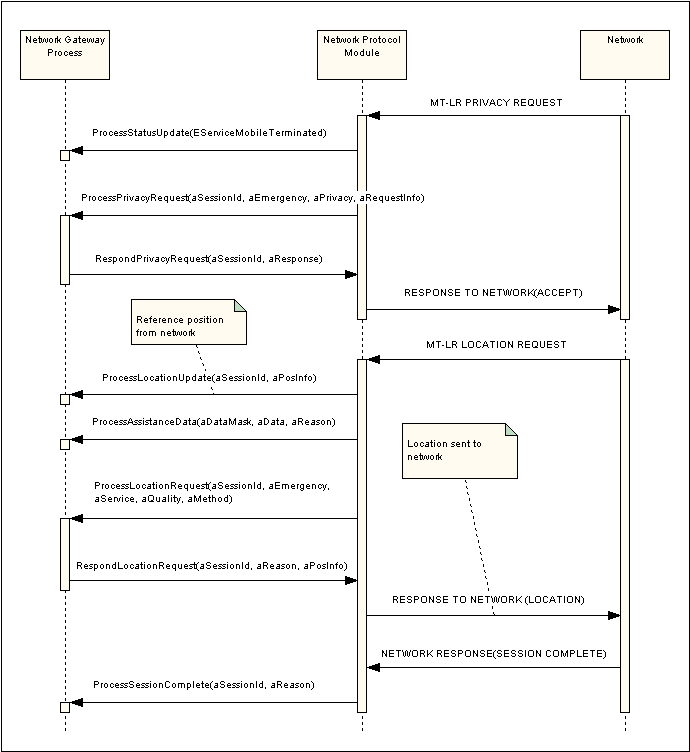 Network Gateway
Process
Network Protocol
Module
Network
MT-LR PRIVACY REQUEST
ProcessStatusUpdate(EServiceMobileTerminated)
ProcessPrivacyRequest(aSessionId, aEmergency, aPrivacy, aRequestInfo)
RespondPrivacyRequest(aSessionId, aResponse)
RESPONSE TO NETWORK(ACCEPT)
Reference position
from network
MT-LR LOCATION REQUEST
ProcessLocationUpdate(aSessionId, aPosInfo)
ProcessAssistanceData(aDataMask, aData, aReason)
Location sent to
network
ProcessLocationRequest(aSessionId, aEmergency,
aService, aQuality, aMethod)
RespondLocationRequest(aSessionId, aReason, aPosInfo)
RESPONSE TO NETWORK (LOCATION)
NETWORK RESPONSE(SESSION COMPLETE)
ProcessSessionComplete(aSessionId, aReason)